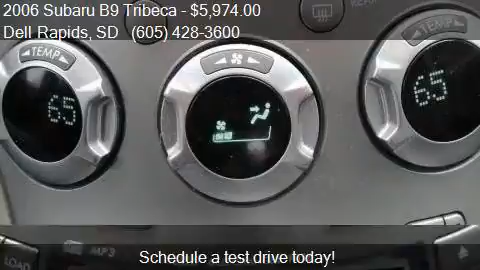 2006 Subaru B9 Tribeca - $5,974.00
Dell Rapids, SD (605) 428-3600
TEMP
TEMP
65
65
LOAD
MP3
Schedule a test drive today!